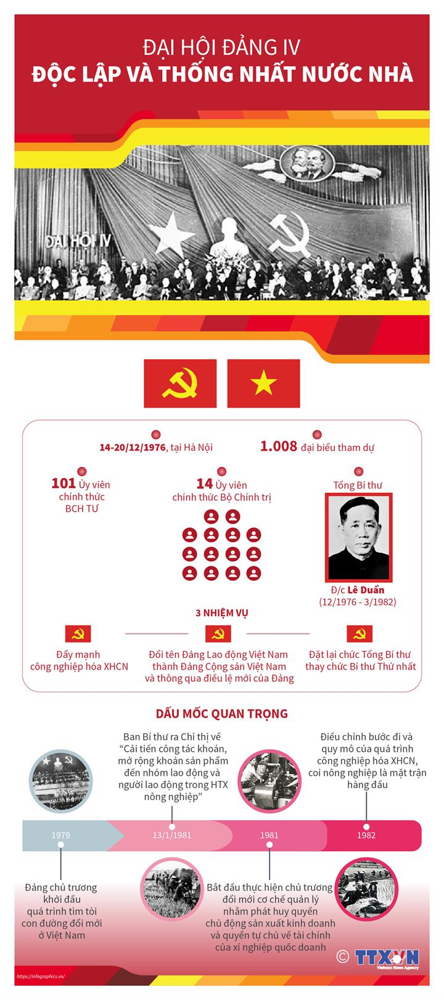 ĐẠI HỘI ĐẢNG IV
ĐỘC LẬP VÀ THỐNG NHẤT NƯỚC NHÀ
ĐẠI HỘI IV
14-20/12/1976, tại Hà Nội
1.008 đại biểu tham dự
101 Ủy viên
chính thức
BCH TƯ
14 Ủy viên
chính thức Bộ Chính trị
Tổng Bí thư
Đ/c Lê Duẩn
(12/1976 - 3/1982)
3 NHIỆM VỤ
Đẩy mạnh
công nghiệp hóa XHCN
Đổi tên Đảng Lao động Việt Nam
thành Đảng Cộng sản Việt Nam
và thông qua điều lệ mới của Đảng
Đặt lại chức Tổng Bí thư
thay chức Bí thư Thứ nhất
DẤU MỐC QUAN TRỌNG
Ban Bí thư ra Chỉ thị về
“Cải tiến công tác khoán,
mở rộng khoán sản phẩm
đến nhóm lao động và
người lao động trong HTX
nông nghiệp”
Điều chỉnh bước đi và
quy mô của quá trình
công nghiệp hóa XHCN,
coi nông nghiệp là mặt trận
hàng đầu
1979
13/1/1981
1981
1982
Đảng chủ trương
khởi đầu
quá trình tìm tòi
con đường đổi mới
ở Việt Nam
Bắt đầu thực hiện chủ trương
đổi mới cơ chế quản lý
nhằm phát huy quyền
chủ động sản xuất kinh doanh
và quyền tự chủ về tài chính
của xí nghiệp quốc doanh
© TTXVN
Vietnam News Agency
https://infographics.vn/